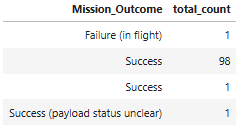 Mission_Outcome total_count
Failure (in flight) 1
Success 98
Success 1
Success (payload status unclear) 1